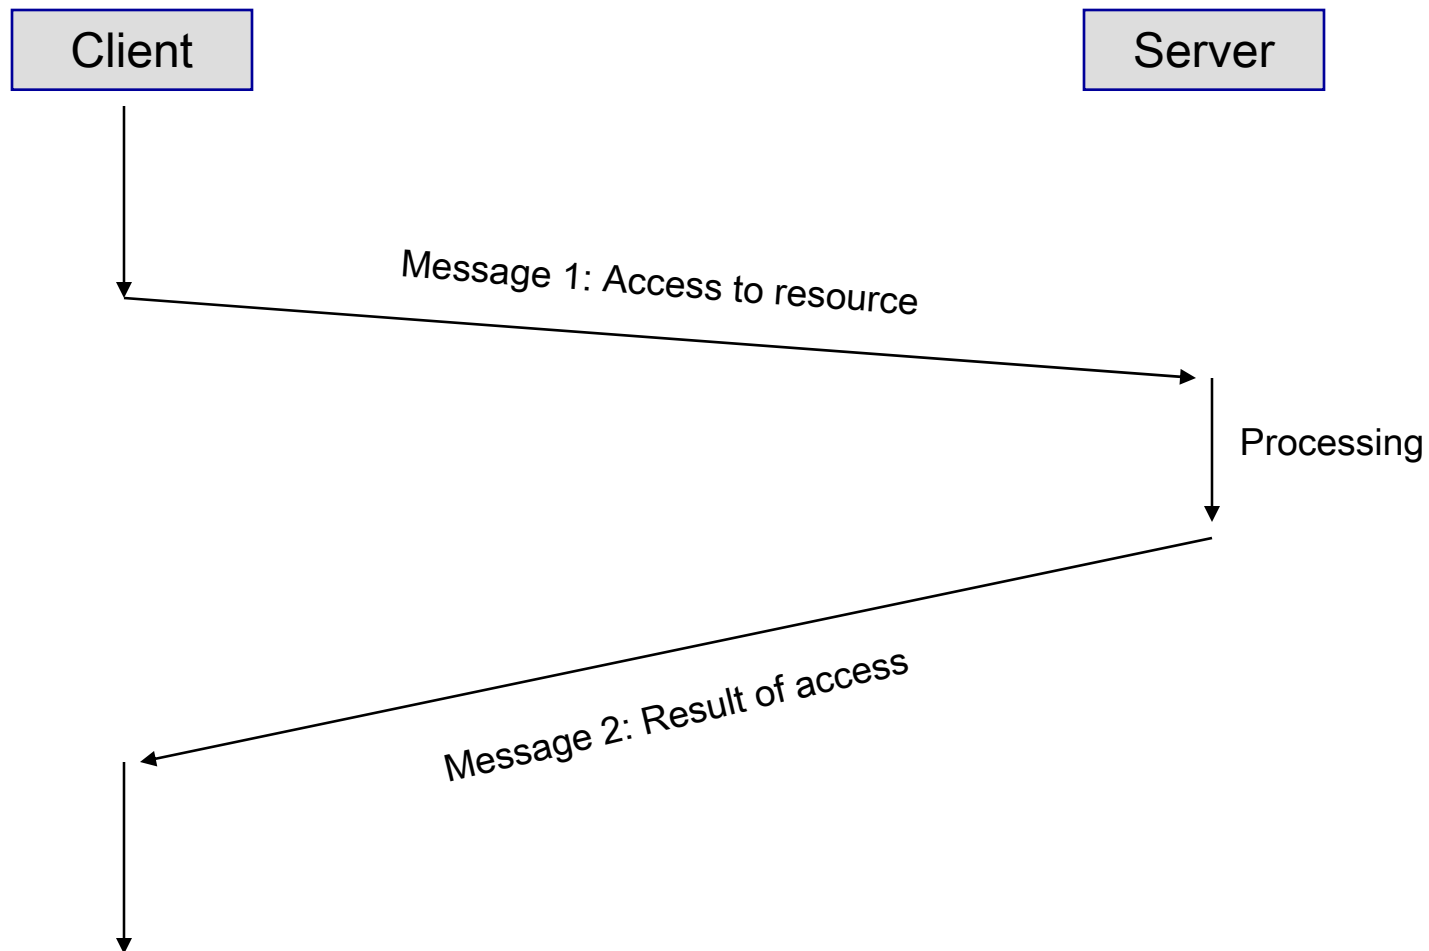 Client
Server
Message 1: Access to resource
Processing
Message 2: Result of access